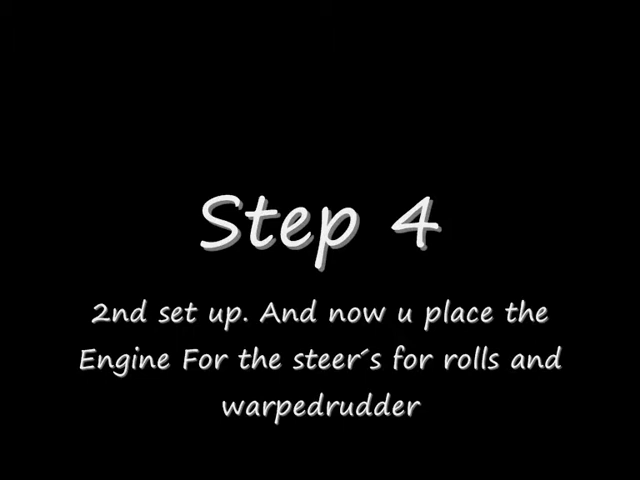 Step 4
2nd set up. And now u place the
Engine For the steer´s for rolls and
warpedrudder